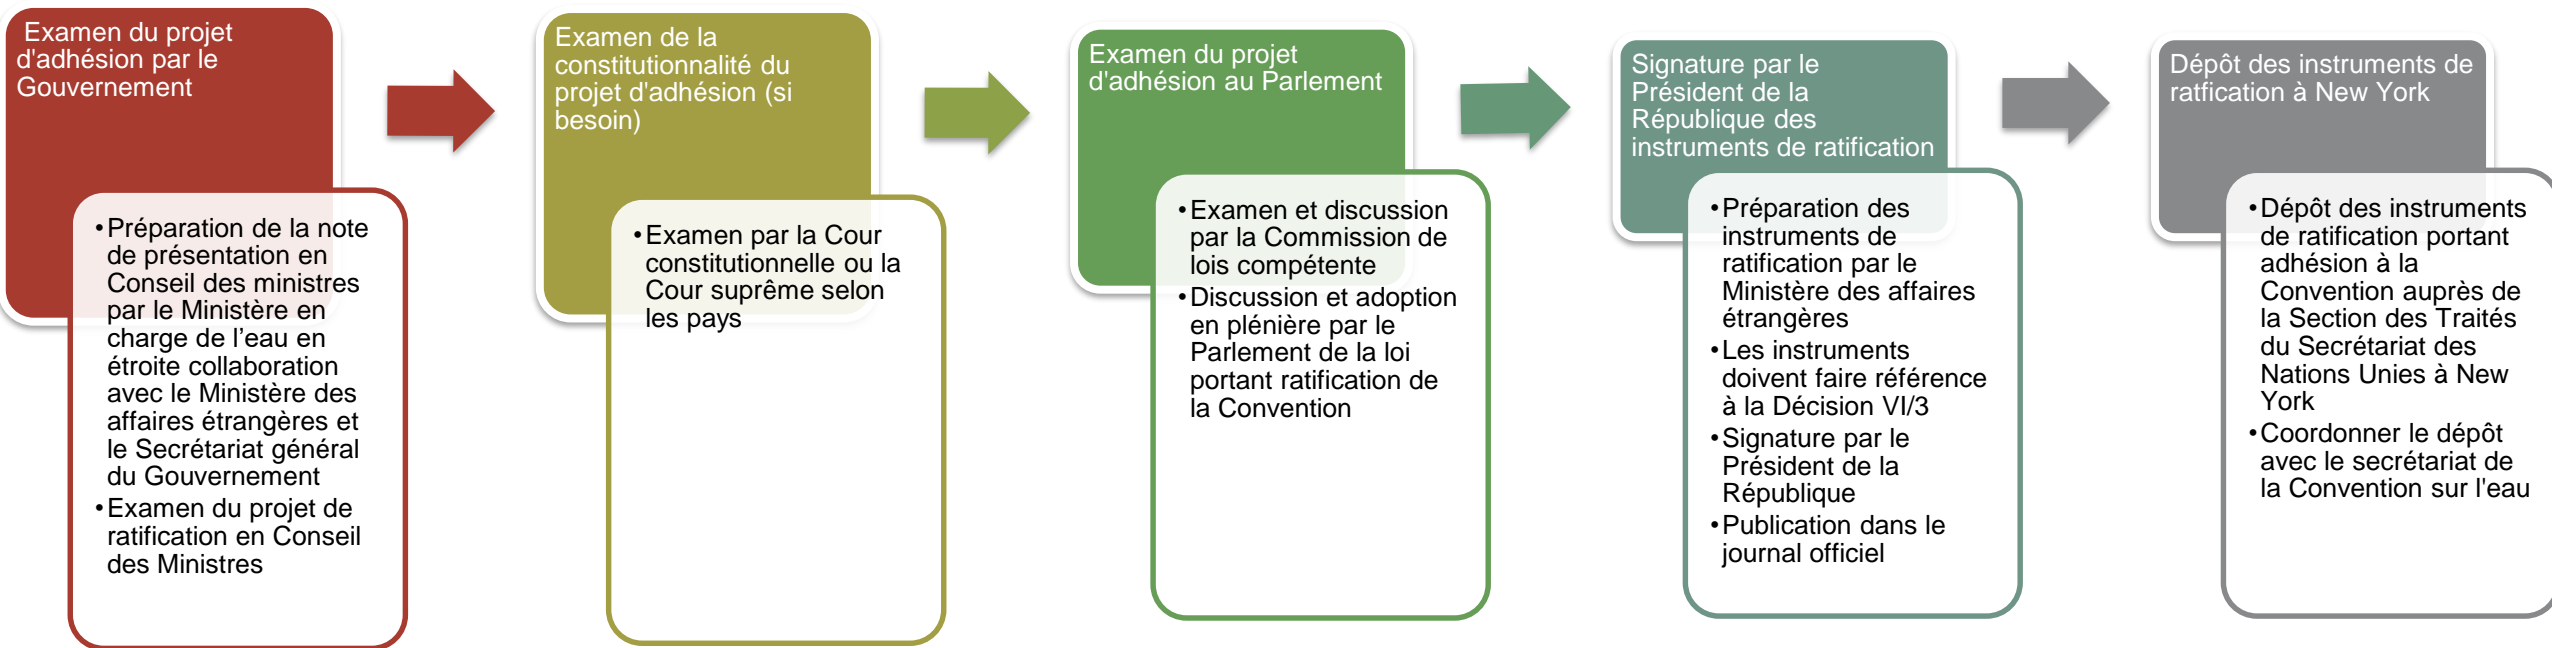 Examen du projet
d'adhésion par le
Gouvernement
•Préparation de la note
de présentation en
Conseil des ministres
par le Ministère en
charge de l’eau en
étroite collaboration
avec le Ministère des
affaires étrangères et
le Secrétariat général
du Gouvernement
•Examen du projet de
ratification en Conseil
des Ministres
Examen de la
constitutionnalité du
projet d'adhésion (si
besoin)
•Examen par la Cour
constitutionnelle ou la
Cour suprême selon
les pays
Examen du projet
d'adhésion au Parlement
•Examen et discussion
par la Commission de
lois compétente
•Discussion et adoption
en plénière par le
Parlement de la loi
portant ratification de
la Convention
Signature par le
Président de la
République des
instruments de ratification
•Préparation des
instruments de
ratification par le
Ministère des affaires
étrangères
•Les instruments
doivent faire référence
à la Décision VI/3
•Signature par le
Président de la
République
•Publication dans le
journal officiel
Dépôt des instruments de
ratfication à New York
•Dépôt des instruments
de ratification portant
adhésion à la
Convention auprès de
la Section des Traités
du Secrétariat des
Nations Unies à New
York
•Coordonner le dépôt
avec le secrétariat de
la Convention sur l'eau